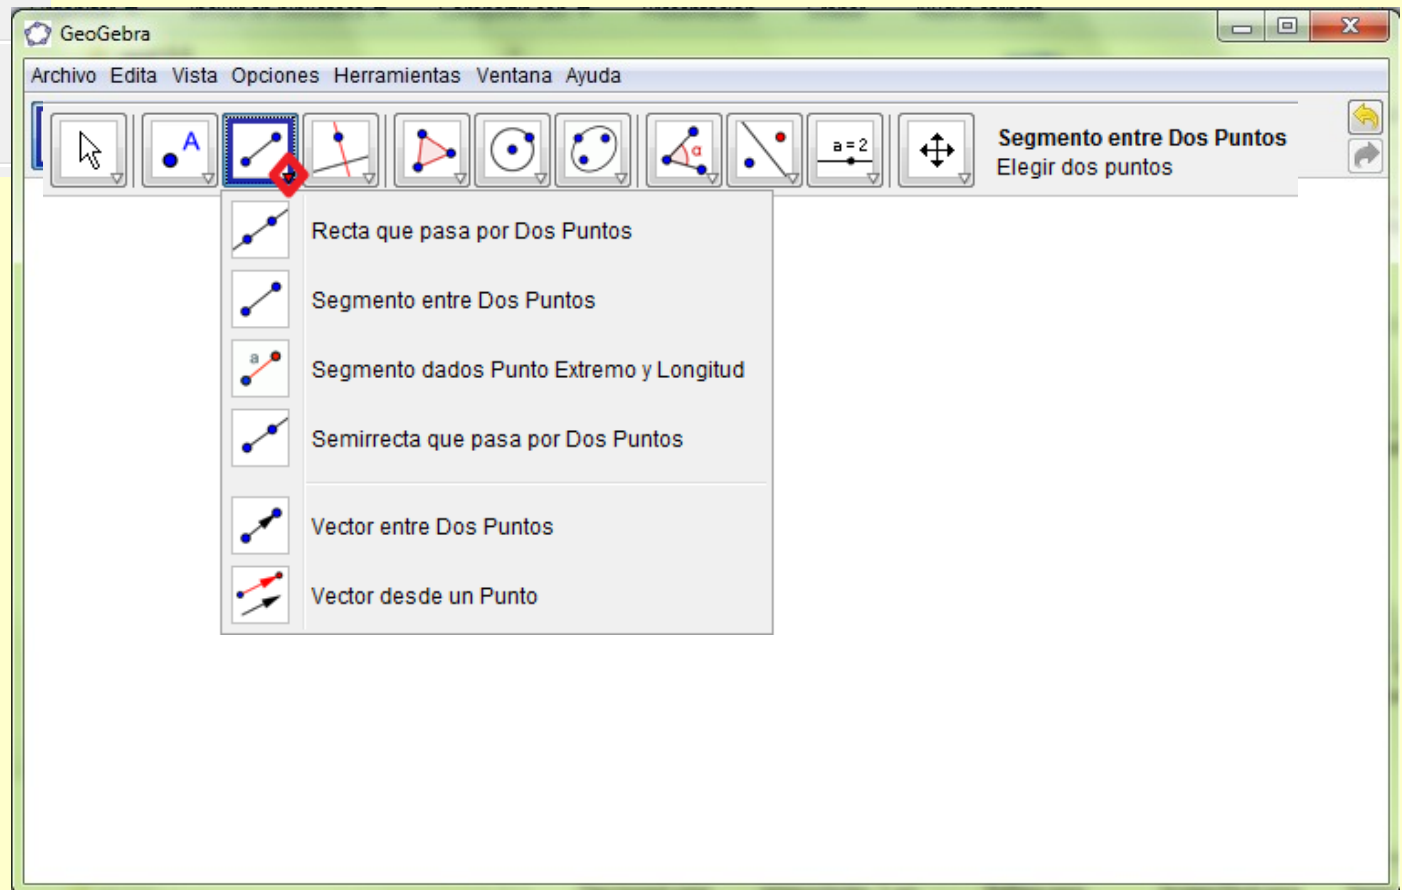 GeoGebra
Archivo Edita Vista Opciones Herramientas Ventana Ayuda
A
α
a = 2
Segmento entre Dos Puntos
Elegir dos puntos
Recta que pasa por Dos Puntos
Segmento entre Dos Puntos
a
Segmento dados Punto Extremo y Longitud
Semirrecta que pasa por Dos Puntos
Vector entre Dos Puntos
Vector desde un Punto